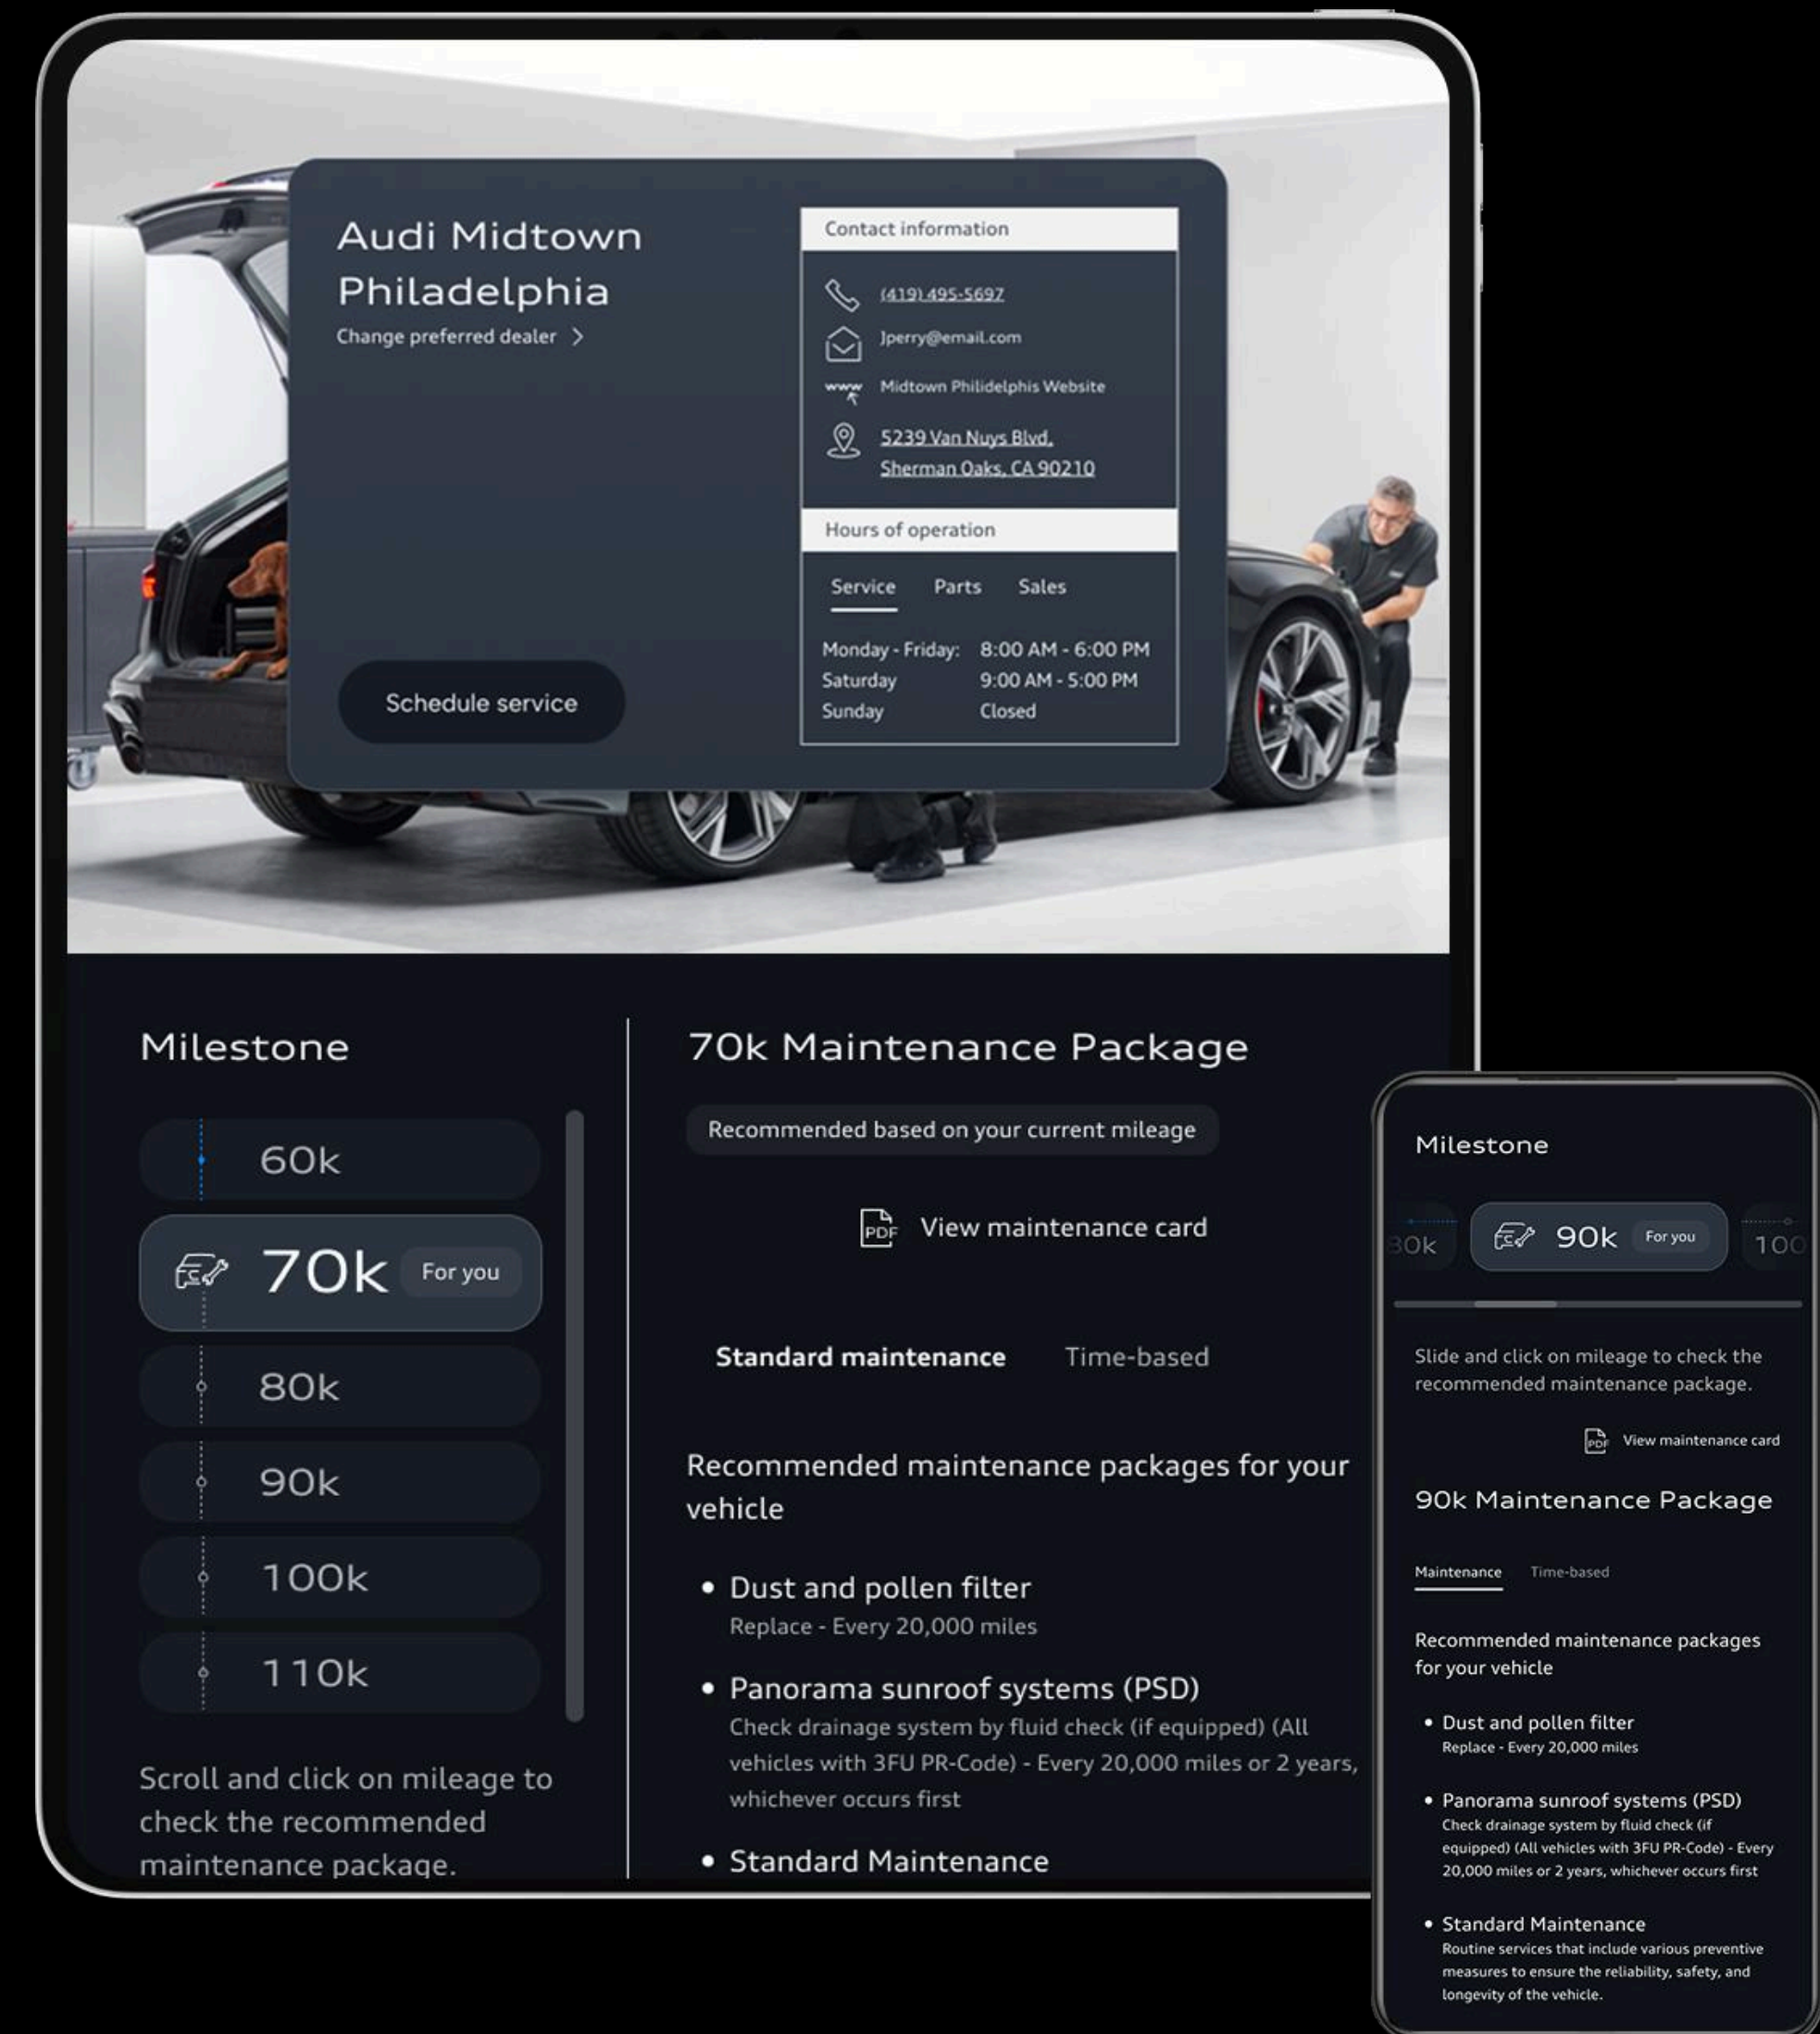 Audi Midtown
Philadelphia
Change preferred dealer
Schedule service
Contact information
(419) 495-5697
Jperry@email.com
www
Midtown Philidelphis Website
5239 Van Nuys Blvd,
Sherman Oaks, CA 90210
Hours of operation
Service Parts Sales
Monday - Friday: 8:00 AM - 6:00 PM
Saturday 9:00 AM - 5:00 PM
Sunday Closed
Milestone
60k
70k For you
80k
90k
100k
110k
Scroll and click on mileage to
check the recommended
maintenance package.
70k Maintenance Package
Recommended based on your current mileage
PDF View maintenance card
Standard maintenance Time-based
Recommended maintenance packages for your
vehicle
• Dust and pollen filter
Replace - Every 20,000 miles
• Panorama sunroof systems (PSD)
Check drainage system by fluid check (if equipped) (All
vehicles with 3FU PR-Code) - Every 20,000 miles or 2 years,
whichever occurs first
• Standard Maintenance
Milestone
80k 90k For you 100
Slide and click on mileage to check the
recommended maintenance package.
PDF View maintenance card
90k Maintenance Package
Maintenance Time-based
Recommended maintenance packages
for your vehicle
• Dust and pollen filter
Replace - Every 20,000 miles
• Panorama sunroof systems (PSD)
Check drainage system by fluid check (if
equipped) (All vehicles with 3FU PR-Code) - Every
20,000 miles or 2 years, whichever occurs first
• Standard Maintenance
Routine services that include various preventive
measures to ensure the reliability, safety, and
longevity of the vehicle.